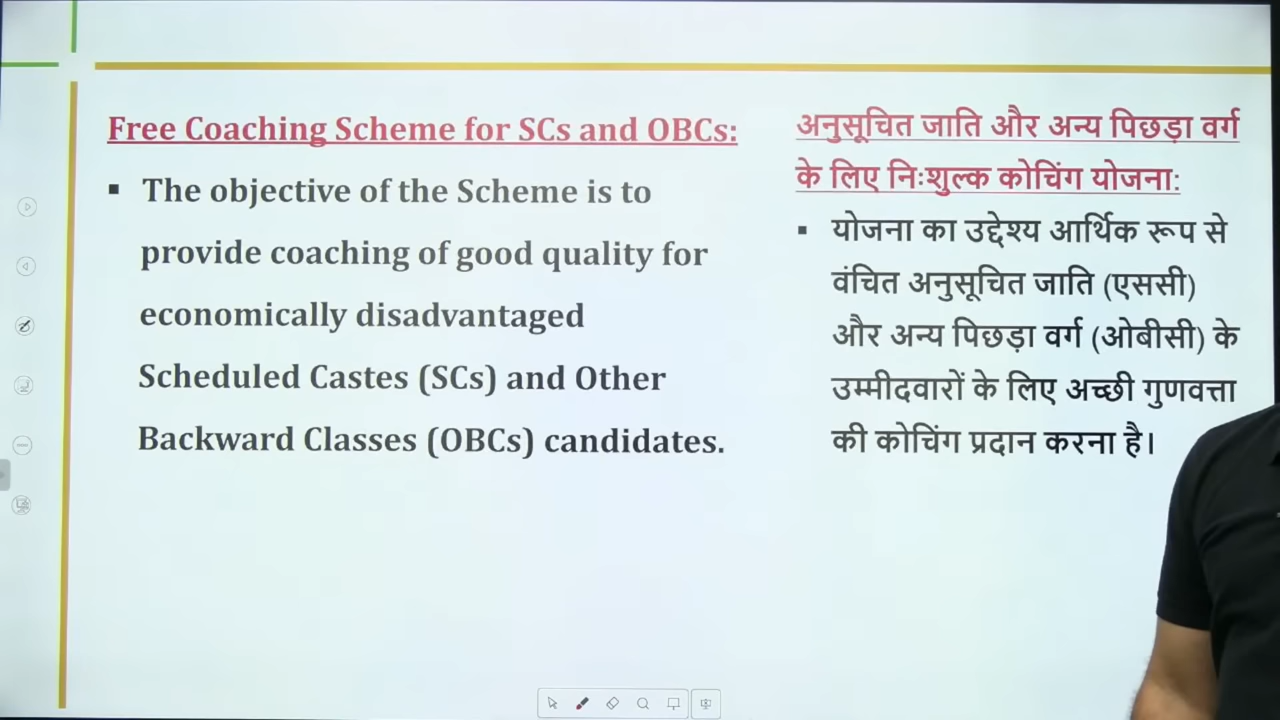 Free Coaching Scheme for SCs and OBCs:
▪ The objective of the Scheme is to
provide coaching of good quality for
economically disadvantaged
Scheduled Castes (SCs) and Other
Backward Classes (OBCs) candidates.
अनुसूचित जाति और अन्य पिछड़ा वर्ग
के लिए निःशुल्क कोचिंग योजना:
▪ योजना का उद्देश्य आर्थिक रूप से
वंचित अनुसूचित जाति (एससी)
और अन्य पिछड़ा वर्ग (ओबीसी) के
उम्मीदवारों के लिए अच्छी गुणवत्ता
की कोचिंग प्रदान करना है।